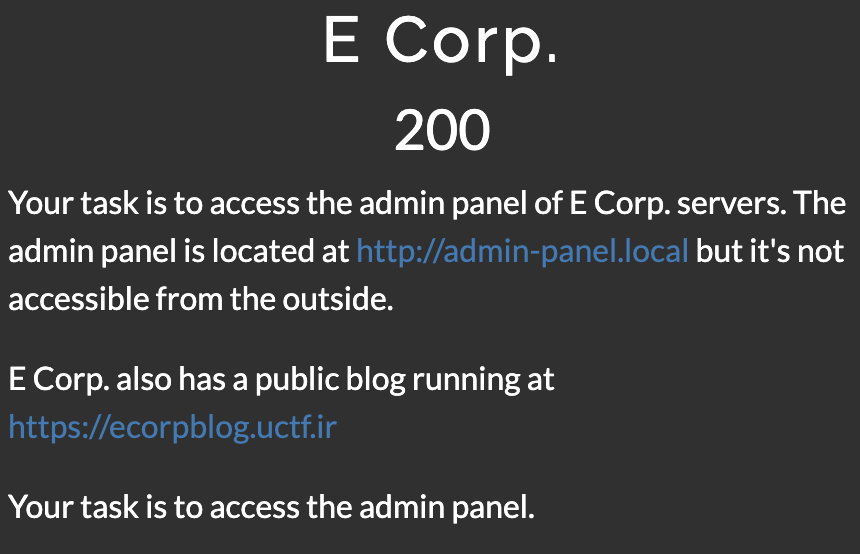 E Corp.
200
Your task is to access the admin panel of E Corp. servers. The
admin panel is located at http://admin-panel.local but it's not
accessible from the outside.
E Corp. also has a public blog running at
https://ecorpblog.uctf.ir
Your task is to access the admin panel.